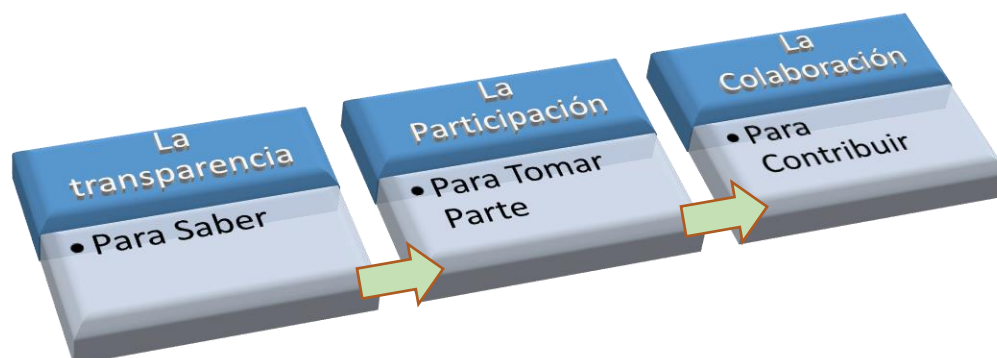 La
transparencia
• Para Saber
La
Participación
• Para Tomar
Parte
La
Colaboración
• Para
Contribuir